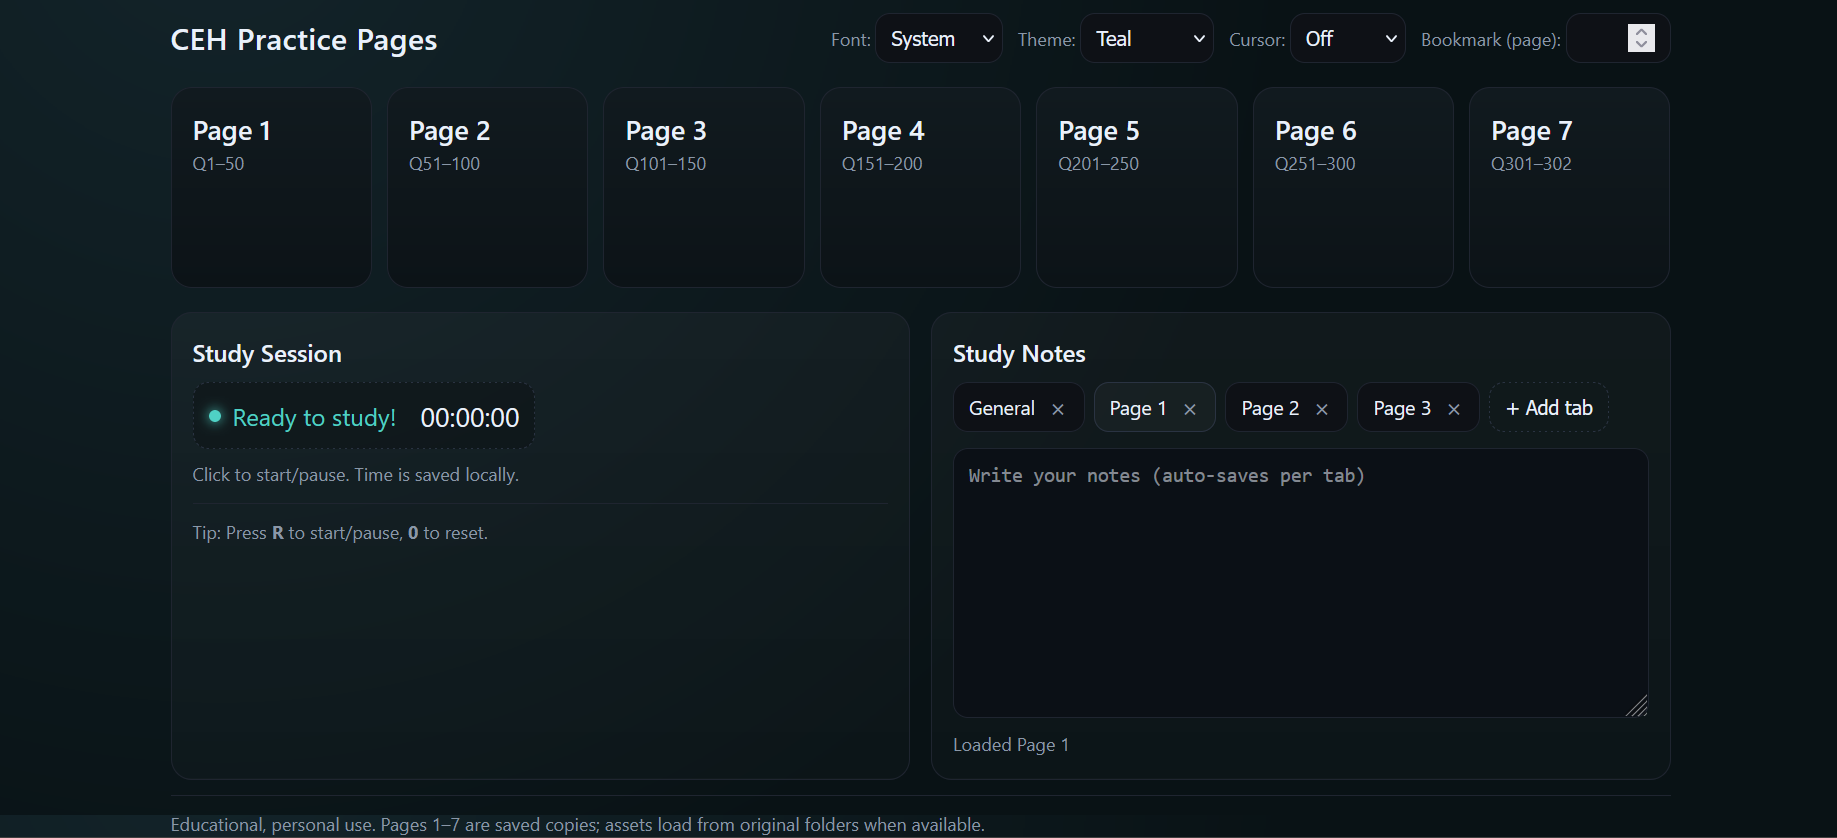 CEH Practice Pages
Font: System Theme: Teal Cursor: Off Bookmark (page):
Page 1
Q1–50
Page 2
Q51–100
Page 3
Q101–150
Page 4
Q151–200
Page 5
Q201–250
Page 6
Q251–300
Page 7
Q301–302
Study Session
Ready to study! 00:00:00
Click to start/pause. Time is saved locally.
Tip: Press R to start/pause, 0 to reset.
Study Notes
General × Page 1 × Page 2 × Page 3 × + Add tab
Write your notes (auto-saves per tab)
Loaded Page 1
Educational, personal use. Pages 1–7 are saved copies; assets load from original folders when available.